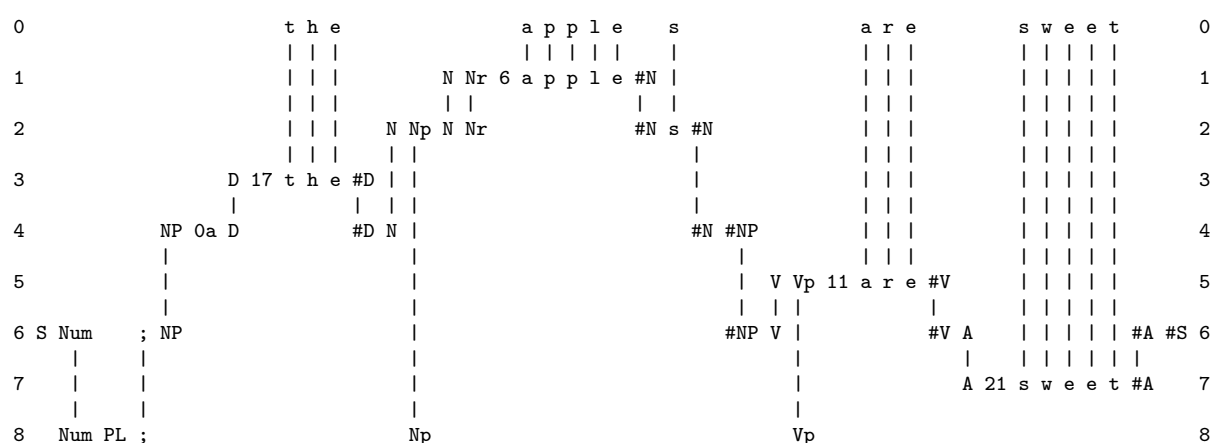 0 t h e a p p l e s a r e s w e e t 0
| | | | | | | | | | | | | | | | |
1 | | | N Nr 6 a p p l e #N | | | | | | | | | 1
| | | | | | | | | | | | | | |
2 | | | N Np N Nr #N s #N | | | | | | | | 2
| | | | | | | | | | | | | |
3 D 17 t h e #D | | | | | | | | | | | 3
| | | | | | | | | | | | |
4 NP 0a D #D N | #N #NP | | | | | | | | 4
| | | | | | | | | | |
5 | | | V Vp 11 a r e #V | | | | | 5
| | | | | | | | | | |
6 S Num ; NP | #NP V | #V A | | | | | #A #S 6
| | | | | | | | | | |
7 | | | | A 21 s w e e t #A 7
| | | |
8 Num PL ; Np Vp 8